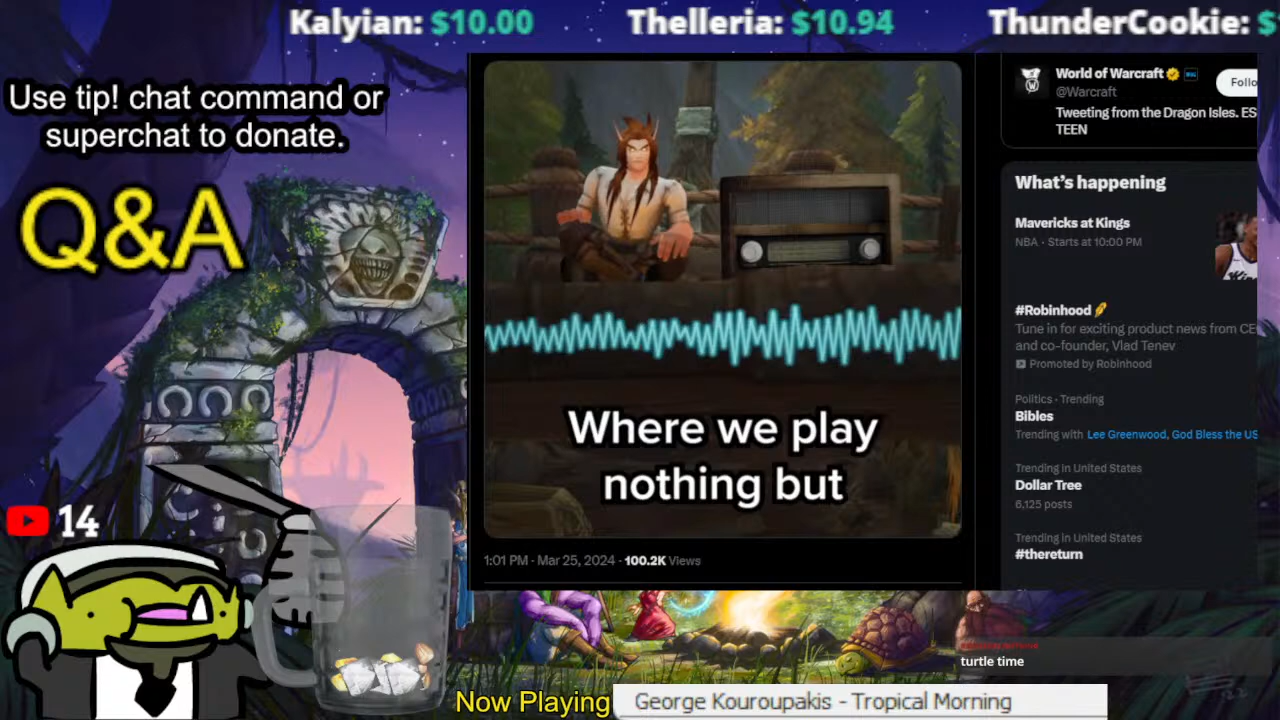 Kalyian: $10.00 Thelleria: $10.94 ThunderCookie: $
Use tip! chat command or
superchat to donate.
Q&A
14
Where we play
nothing but
1:01 PM · Mar 25, 2024 · 100.2K Views
World of Warcraft
@Warcraft
Follo
Tweeting from the Dragon Isles. ES
TEEN
What's happening
Mavericks at Kings
NBA · Starts at 10:00 PM
#Robinhood
Tune in for exciting product news from CE
and co-founder, Vlad Tenev
Promoted by Robinhood
Politics · Trending
Bibles
Trending with Lee Greenwood, God Bless the US
Trending in United States
Dollar Tree
6,125 posts
Trending in United States
#thereturn
turtle time
Now Playing George Kouroupakis - Tropical Morning